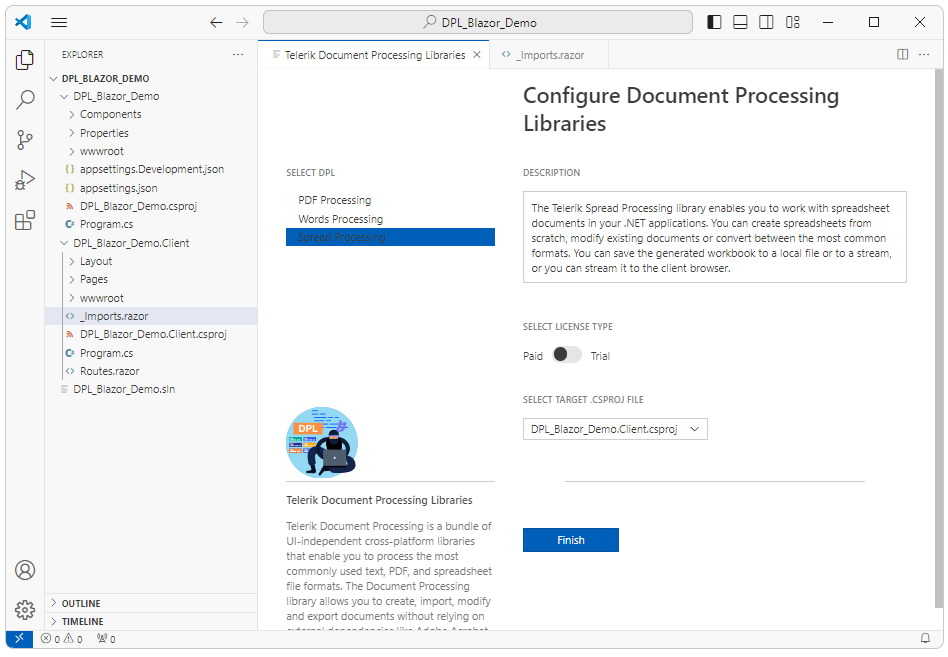 DPL_Blazor_Demo
EXPLORER
DPL_BLAZOR_DEMO
DPL_Blazor_Demo
Components
Properties
wwwroot
appsettings.Development.json
appsettings.json
DPL_Blazor_Demo.csproj
Program.cs
DPL_Blazor_Demo.Client
Layout
Pages
wwwroot
_Imports.razor
DPL_Blazor_Demo.Client.csproj
Program.cs
Routes.razor
DPL_Blazor_Demo.sln
OUTLINE
TIMELINE
0 0 0
Telerik Document Processing Libraries
_Imports.razor
Configure Document Processing
Libraries
SELECT DPL
PDF Processing
Words Processing
Spread Processing
DPL
Telerik Document Processing Libraries
Telerik Document Processing is a bundle of
UI-independent cross-platform libraries
that enable you to process the most
commonly used text, PDF, and spreadsheet
file formats. The Document Processing
library allows you to create, import, modify
and export documents without relying on
external dependencies like Adobe Acrobat
DESCRIPTION
The Telerik Spread Processing library enables you to work with spreadsheet
documents in your .NET applications. You can create spreadsheets from
scratch, modify existing documents or convert between the most common
formats. You can save the generated workbook to a local file or to a stream,
or you can stream it to the client browser.
SELECT LICENSE TYPE
Paid Trial
SELECT TARGET .CSPROJ FILE
DPL_Blazor_Demo.Client.csproj
Finish